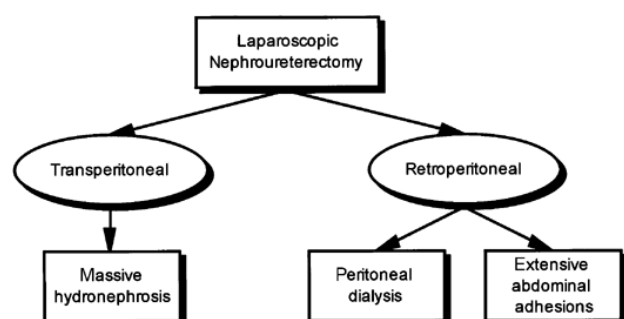 Laparoscopic
Nephroureterectomy
Transperitoneal
Retroperitoneal
Massive
hydronephrosis
Peritoneal
dialysis
Extensive
abdominal
adhesions